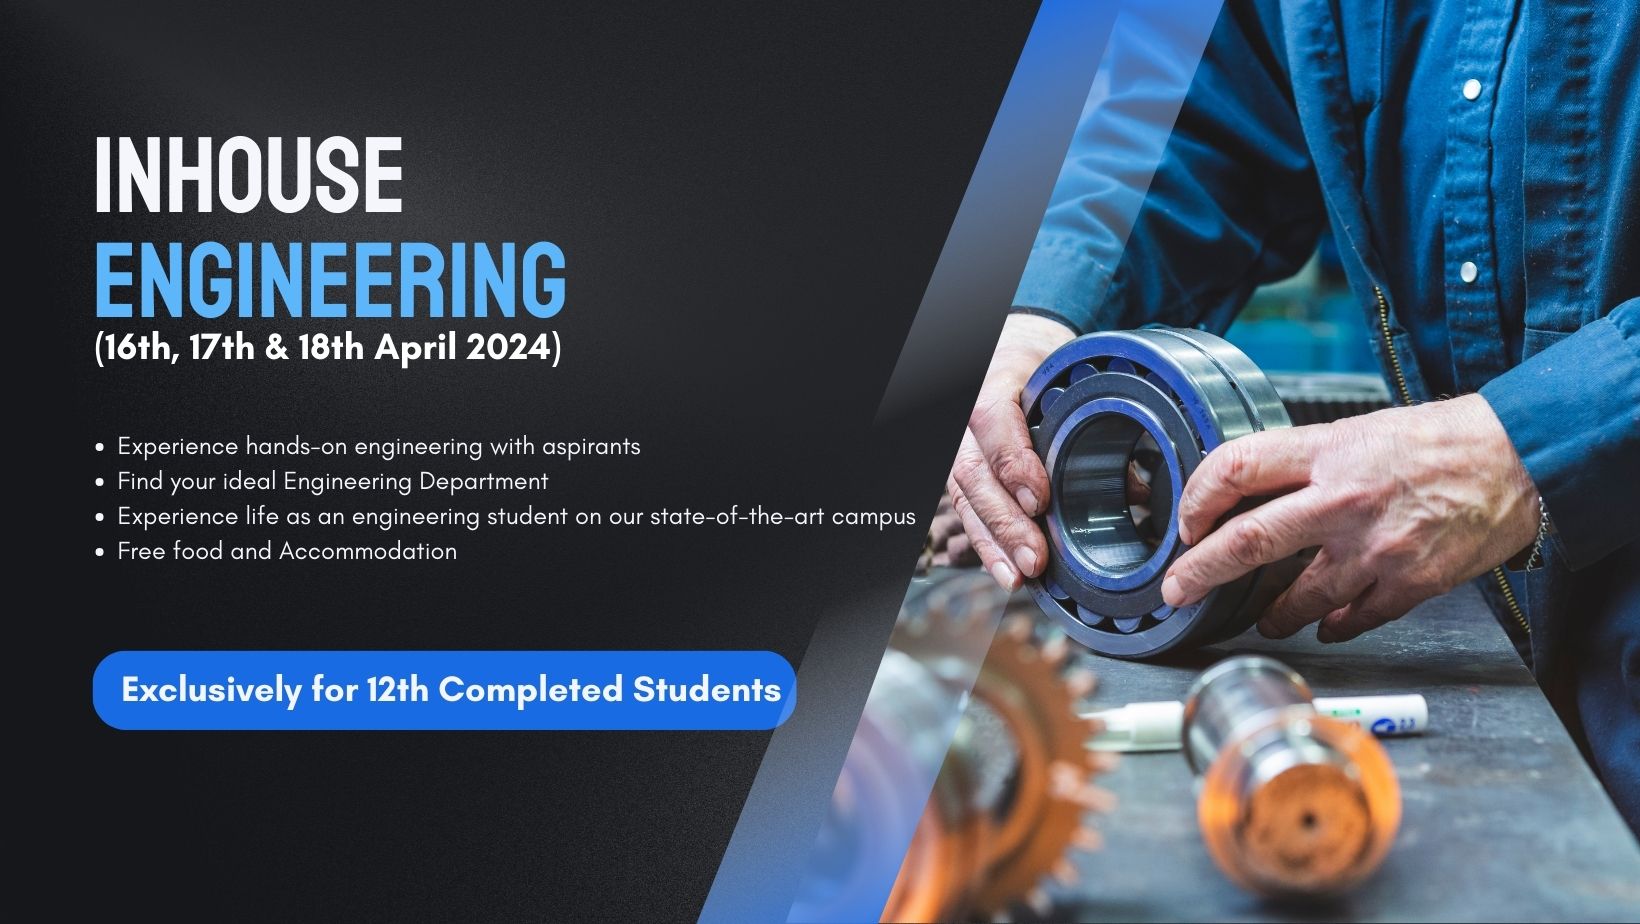 INHOUSE
ENGINEERING
(16th, 17th & 18th April 2024)
• Experience hands-on engineering with aspirants
• Find your ideal Engineering Department
• Experience life as an engineering student on our state-of-the-art campus
• Free food and Accommodation
Exclusively for 12th Completed Students